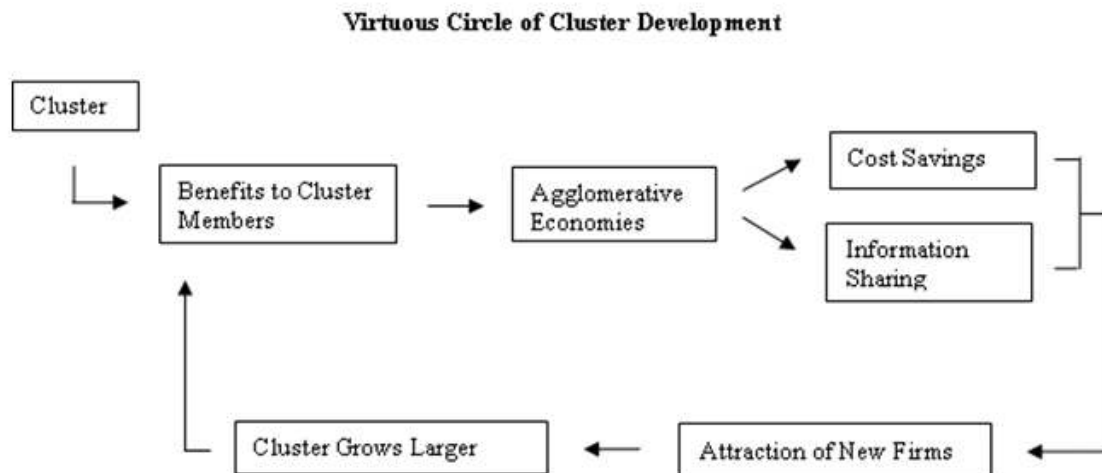 Virtuous Circle of Cluster Development
Cluster
Benefits to Cluster
Members
Agglomerative
Economies
Cost Savings
Information
Sharing
Attraction of New Firms
Cluster Grows Larger